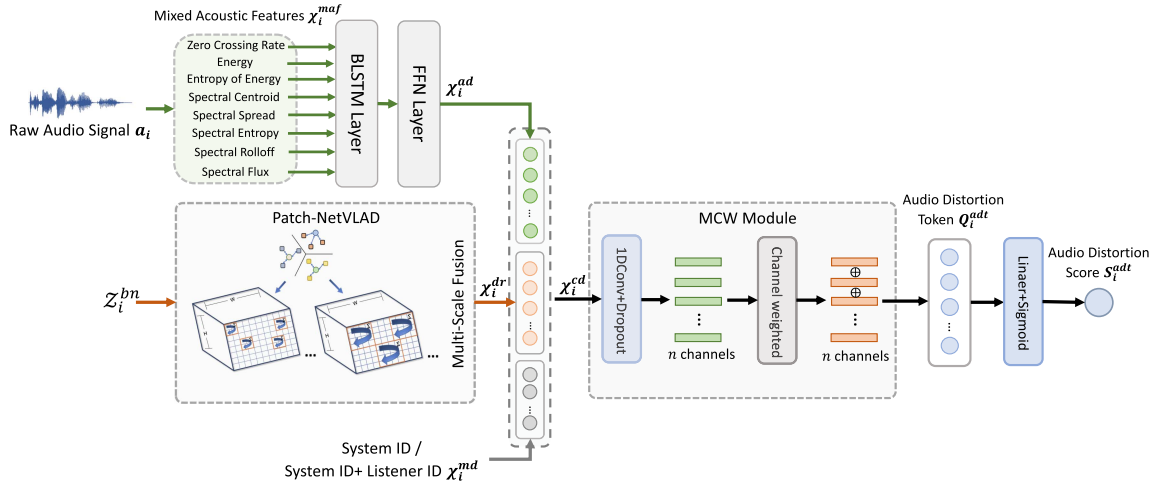 Mixed Acoustic Features χ_i^{maf}
Zero Crossing Rate
Energy
Entropy of Energy
Spectral Centroid
Spectral Spread
Spectral Entropy
Spectral Rolloff
Spectral Flux
BLSTM Layer
FFN Layer
χ_i^{ad}
Raw Audio Signal a_i
Patch-NetVLAD
W
H
W
H
...
...
Multi-Scale Fusion
Z_i^{bn}
χ_i^{dr}
...
...
...
System ID /
System ID+ Listener ID χ_i^{md}
χ_i^{cd}
MCW Module
1DConv+Dropout
...
n channels
Channel weighted
⊕
⊕
...
n channels
Audio Distortion
Token Q_i^{adt}
...
Linaer+Sigmoid
Audio Distortion
Score S_i^{adt}